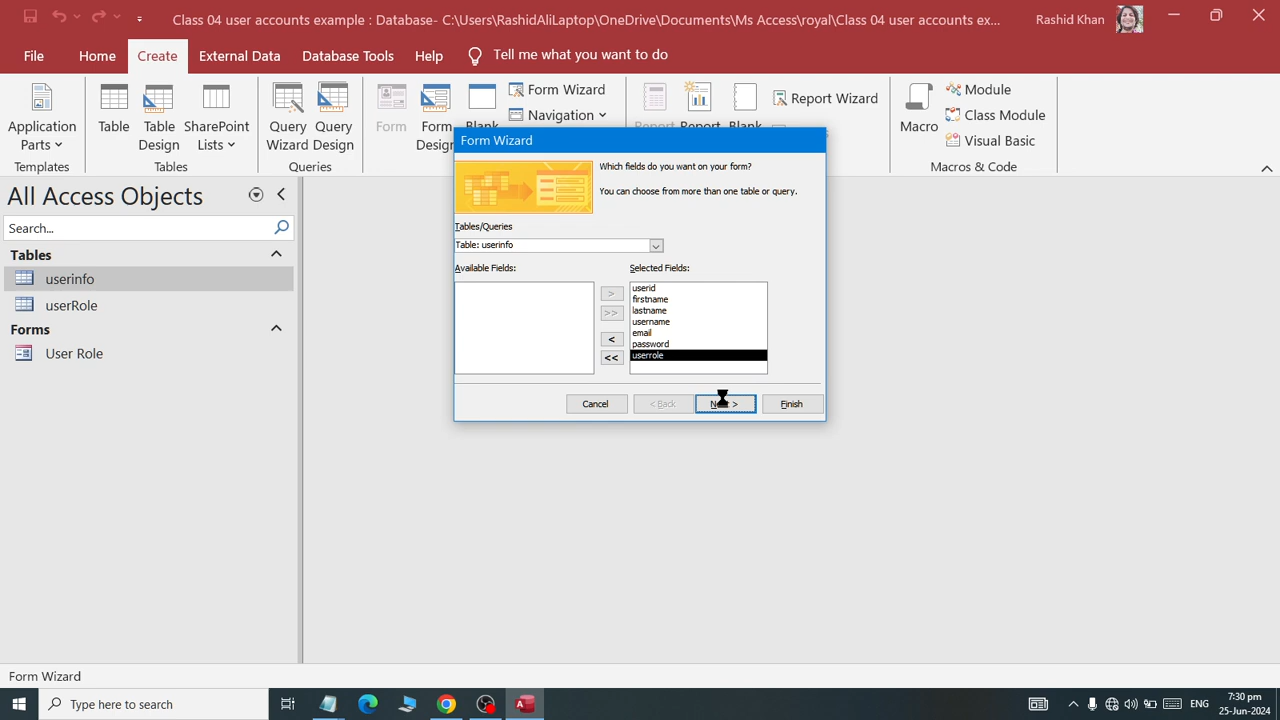 Class 04 user accounts example : Database- C:\Users\RashidAliLaptop\OneDrive\Documents\Ms Access\royal\Class 04 user accounts ex...
Rashid Khan
File
Home
Create
External Data
Database Tools
Help
Tell me what you want to do
Application Parts
Table
Table Design
SharePoint Lists
Query Wizard
Query Design
Form
Form Design
Blank
Form Wizard
Navigation
Report
Report
Blank
Report Wizard
Macro
Module
Class Module
Visual Basic
Templates
Tables
Queries
Macros & Code
All Access Objects
Search...
Tables
userinfo
userRole
Forms
User Role
Form Wizard
Which fields do you want on your form?
You can choose from more than one table or query.
Tables/Queries
Table: userinfo
Available Fields:
Selected Fields:
userid
firstname
lastname
username
email
password
userrole
>
>>
<
<<
Cancel
< Back
Finish
Form Wizard
Type here to search
ENG
7:30 pm
25-Jun-2024